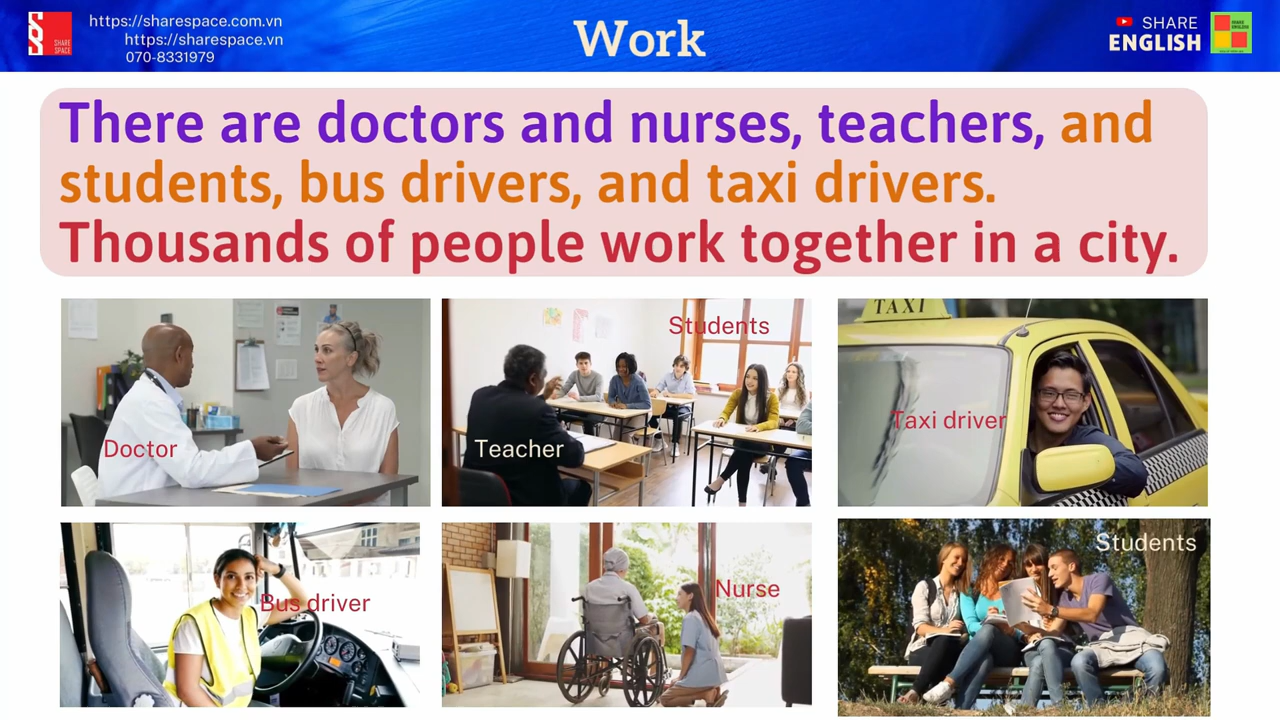 https://sharespace.com.vn
https://sharespace.vn
070-8331979
SHARE
SPACE
Work
SHARE
ENGLISH
There are doctors and nurses, teachers, and
students, bus drivers, and taxi drivers.
Thousands of people work together in a city.
Doctor
Students
Teacher
TAXI
Taxi driver
Bus driver
Nurse
Students